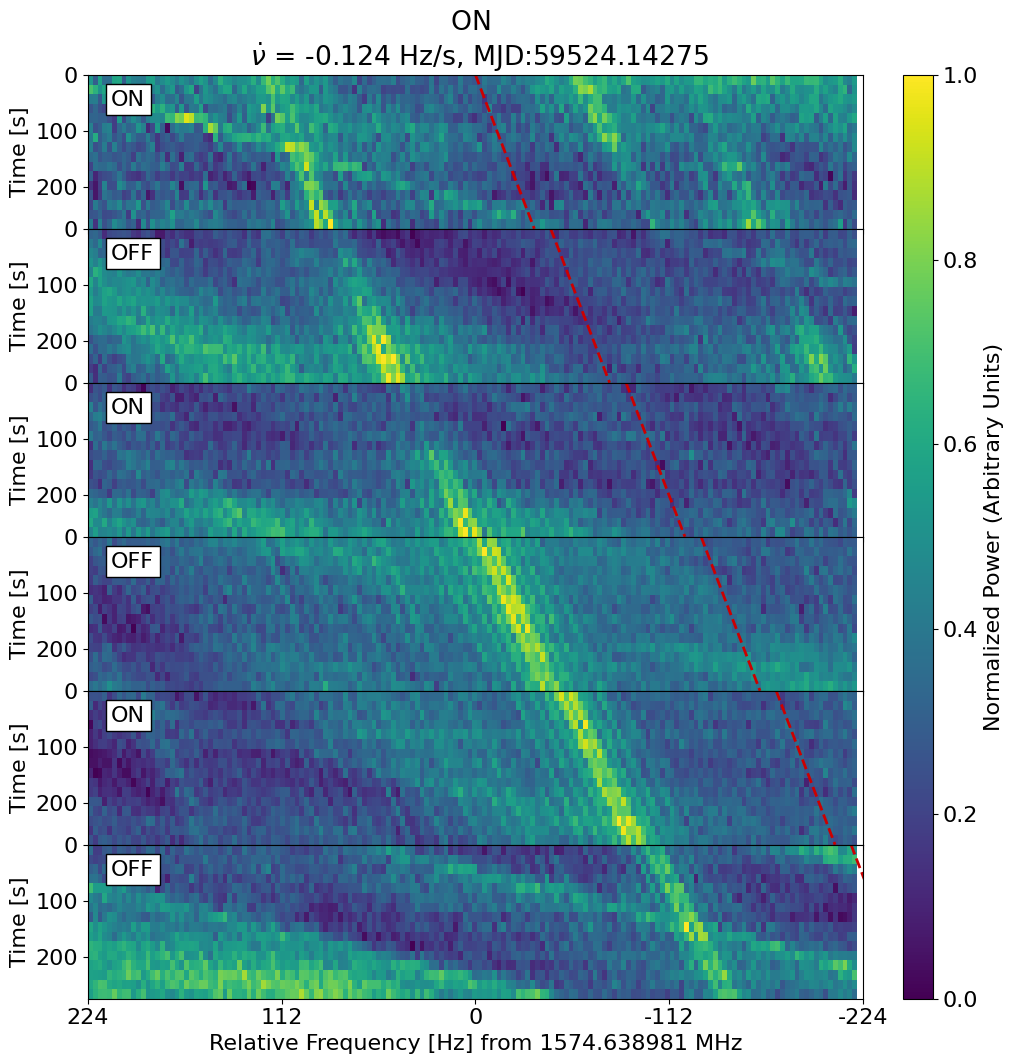 ON
ν̇ = -0.124 Hz/s, MJD:59524.14275
0
ON
100
200
Time [s]
0
OFF
100
200
Time [s]
0
ON
100
200
Time [s]
0
OFF
100
200
Time [s]
0
ON
100
200
Time [s]
0
OFF
100
200
Time [s]
224 112 0 -112 -224
Relative Frequency [Hz] from 1574.638981 MHz
1.0
0.8
0.6
0.4
0.2
0.0
Normalized Power (Arbitrary Units)